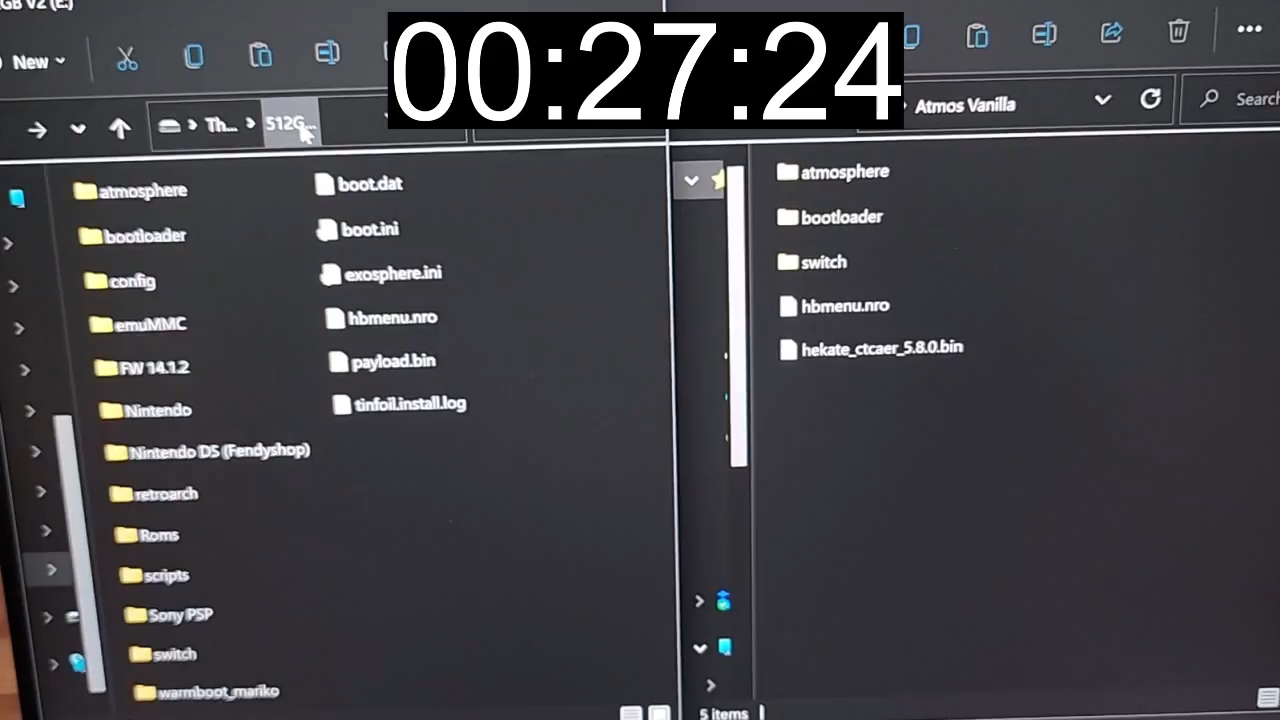 GB V2 (E:)
00:27:24
New
Th...
512G...
Atmos Vanilla
Search
atmosphere
bootloader
config
emuMMC
FW 14.1.2
Nintendo
Nintendo DS (Fendyshop)
retroarch
Roms
scripts
Sony PSP
switch
warmboot_mariko
boot.dat
boot.ini
exosphere.ini
hbmenu.nro
payload.bin
tinfoil.install.log
atmosphere
bootloader
switch
hbmenu.nro
hekate_ctcaer_5.8.0.bin
5 items